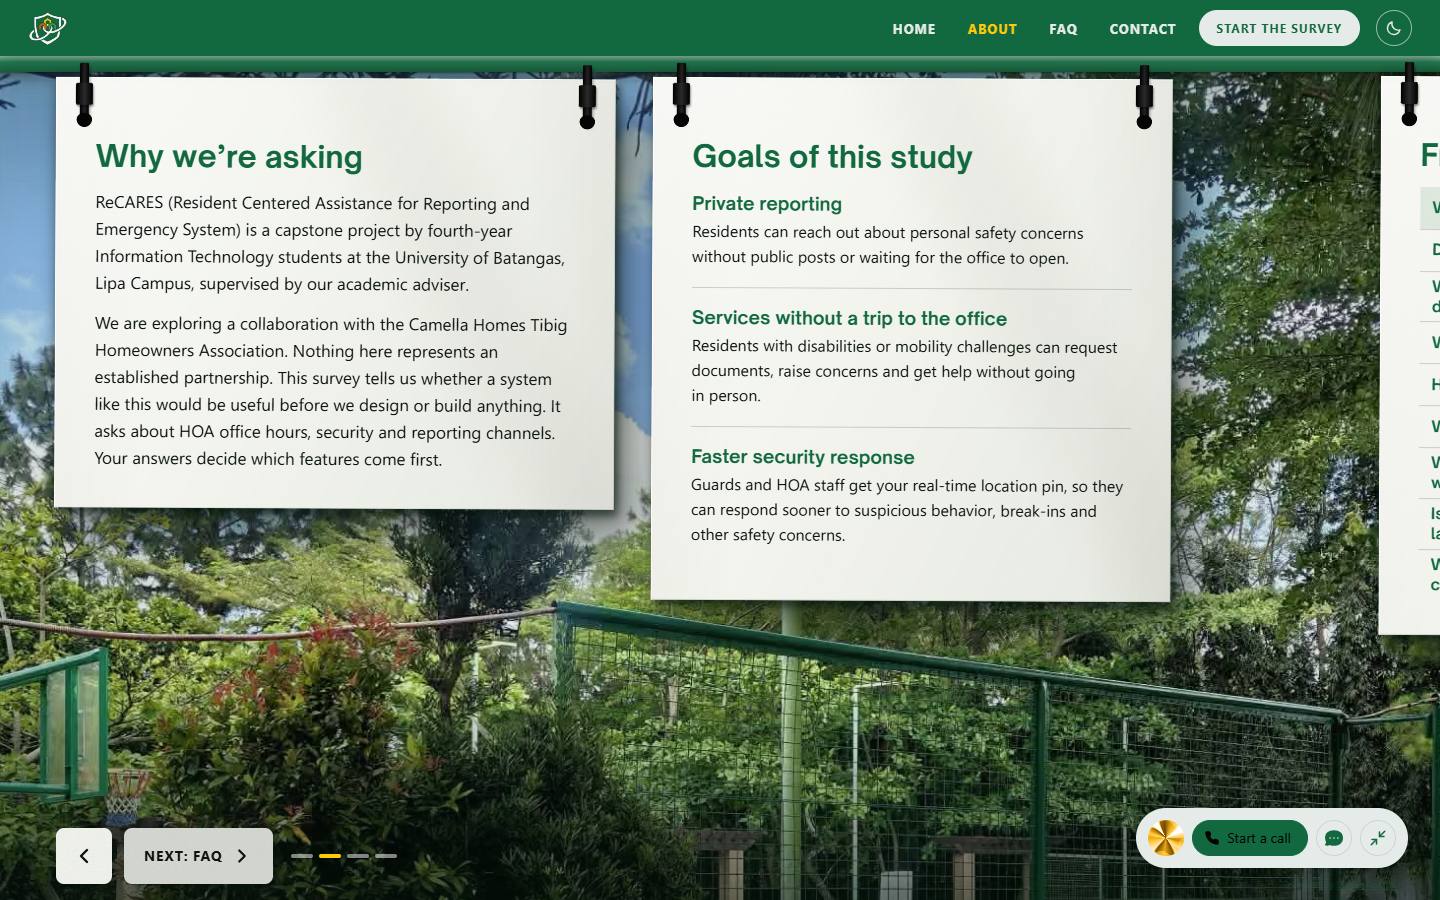 HOME
ABOUT
FAQ
CONTACT
START THE SURVEY
Why we’re asking
ReCARES (Resident Centered Assistance for Reporting and
Emergency System) is a capstone project by fourth-year
Information Technology students at the University of Batangas,
Lipa Campus, supervised by our academic adviser.
We are exploring a collaboration with the Camella Homes Tibig
Homeowners Association. Nothing here represents an
established partnership. This survey tells us whether a system
like this would be useful before we design or build anything. It
asks about HOA office hours, security and reporting channels.
Your answers decide which features come first.
Goals of this study
Private reporting
Residents can reach out about personal safety concerns
without public posts or waiting for the office to open.
Services without a trip to the office
Residents with disabilities or mobility challenges can request
documents, raise concerns and get help without going
in person.
Faster security response
Guards and HOA staff get your real-time location pin, so they
can respond sooner to suspicious behavior, break-ins and
other safety concerns.
NEXT: FAQ
Start a call